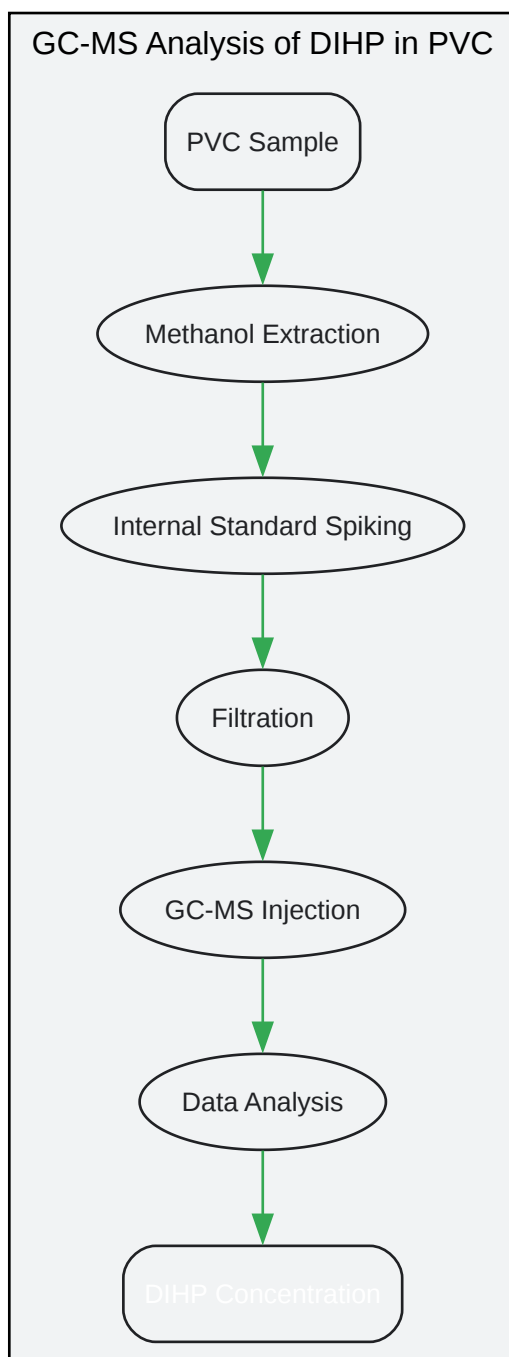 GC-MS Analysis of DIHP in PVC
PVC Sample
Methanol Extraction
Internal Standard Spiking
Filtration
GC-MS Injection
Data Analysis
DIHP Concentration